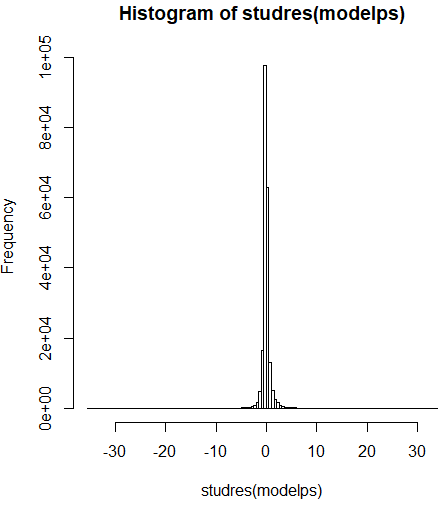 Histogram of studres(modelps)
Frequency
1e+05
8e+04
6e+04
4e+04
2e+04
0e+00
-30 -20 -10 0 10 20 30
studres(modelps)